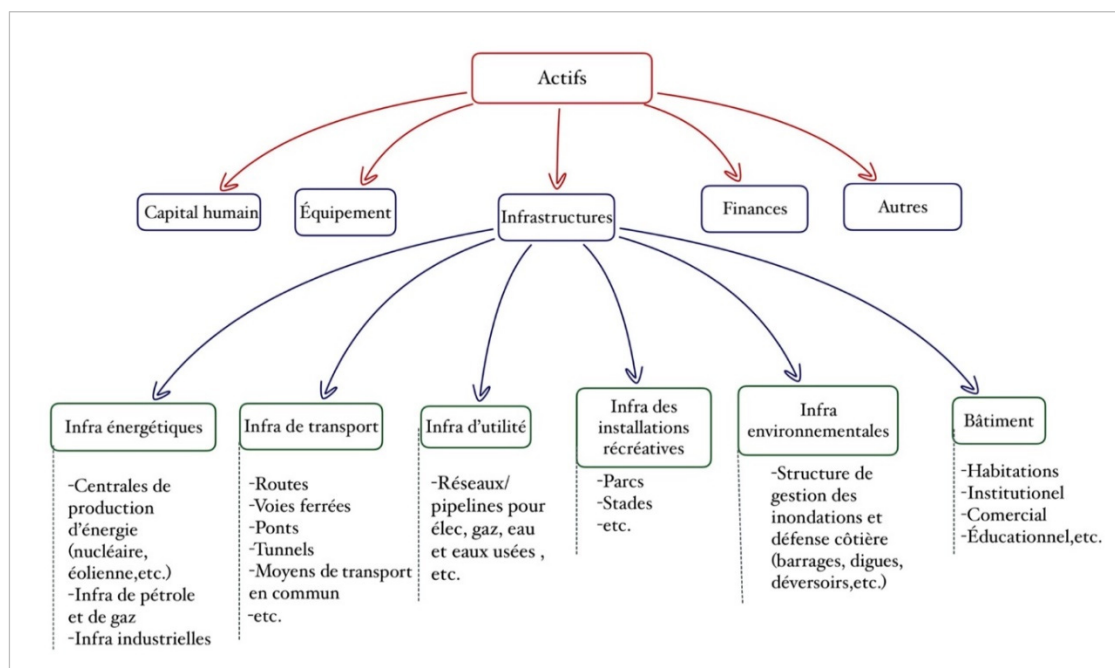 Actifs
Capital humain
Équipement
Infrastructures
Finances
Autres
Infra énergétiques
-Centrales de
production
d'énergie
(nucléaire,
éolienne,etc.)
-Infra de pétrole
et de gaz
-Infra industrielles
Infra de transport
-Routes
-Voies ferrées
-Ponts
-Tunnels
-Moyens de transport
en commun
-etc.
Infra d'utilité
-Réseaux/
pipelines pour
élec, gaz, eau
et eaux usées ,
etc.
Infra des
installations
récréatives
-Parcs
-Stades
-etc.
Infra
environnementales
-Structure de
gestion des
inondations et
défense côtière
(barrages, digues,
déversoirs,etc.)
Bâtiment
-Habitations
-Institutionel
-Comercial
-Éducationnel,etc.